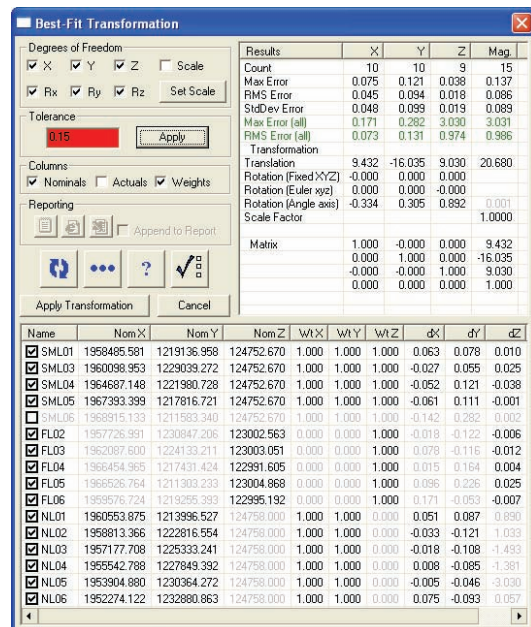 Best-Fit Transformation
Degrees of Freedom
X Y Z Scale
Rx Ry Rz Set Scale
Tolerance
0.15 Apply
Columns
Nominals Actuals Weights
Reporting
Append to Report
?
Apply Transformation Cancel
Results X Y Z Mag.
Count 10 10 9 15
Max Error 0.075 0.121 0.038 0.137
RMS Error 0.045 0.094 0.018 0.086
StdDev Error 0.048 0.099 0.019 0.089
Max Error (all) 0.171 0.282 3.030 3.031
RMS Error (all) 0.073 0.131 0.974 0.986
Transformation
Translation 9.432 -16.035 9.030 20.680
Rotation (Fixed XYZ) -0.000 0.000 0.000
Rotation (Euler xyz) 0.000 0.000 -0.000
Rotation (Angle axis) -0.334 0.305 0.892 0.001
Scale Factor 1.0000
Matrix 1.000 -0.000 0.000 9.432
0.000 1.000 0.000 -16.035
-0.000 -0.000 1.000 9.030
0.000 0.000 0.000 1.000
Name Nom X Nom Y Nom Z Wt X Wt Y Wt Z dX dY dZ
SML01 1958485.581 1219136.958 124752.670 1.000 1.000 1.000 0.063 0.078 0.010
SML03 1960098.953 1229039.272 124752.670 1.000 1.000 1.000 -0.027 0.055 0.025
SML04 1964687.148 1221980.728 124752.670 1.000 1.000 1.000 -0.052 0.121 -0.038
SML05 1967393.399 1217816.721 124752.670 1.000 1.000 1.000 -0.061 0.111 -0.001
SML06 1968915.133 1211583.340 124752.670 1.000 1.000 1.000 -0.142 0.282 0.002
FL02 1957726.991 1230847.206 123002.563 0.000 0.000 1.000 -0.018 -0.122 -0.006
FL03 1962087.600 1224133.211 123003.051 0.000 0.000 1.000 0.078 -0.116 -0.012
FL04 1966454.965 1217431.424 122991.605 0.000 0.000 1.000 0.015 0.164 0.004
FL05 1966526.764 1211303.233 123004.868 0.000 0.000 1.000 0.096 0.226 0.025
FL06 1959576.724 1219255.393 122995.192 0.000 0.000 1.000 0.171 -0.053 -0.007
NL01 1960553.875 1213996.527 124758.000 1.000 1.000 0.000 0.051 0.087 0.890
NL02 1958813.366 1222816.554 124758.000 1.000 1.000 0.000 -0.033 -0.121 1.033
NL03 1957177.708 1225333.241 124758.000 1.000 1.000 0.000 -0.018 -0.108 -1.493
NL04 1955542.788 1227849.392 124758.000 1.000 1.000 0.000 0.008 -0.085 -1.381
NL05 1953904.880 1230364.272 124758.000 1.000 1.000 0.000 -0.005 -0.046 -3.030
NL06 1952274.122 1232880.863 124758.000 1.000 1.000 0.000 0.075 -0.093 0.057